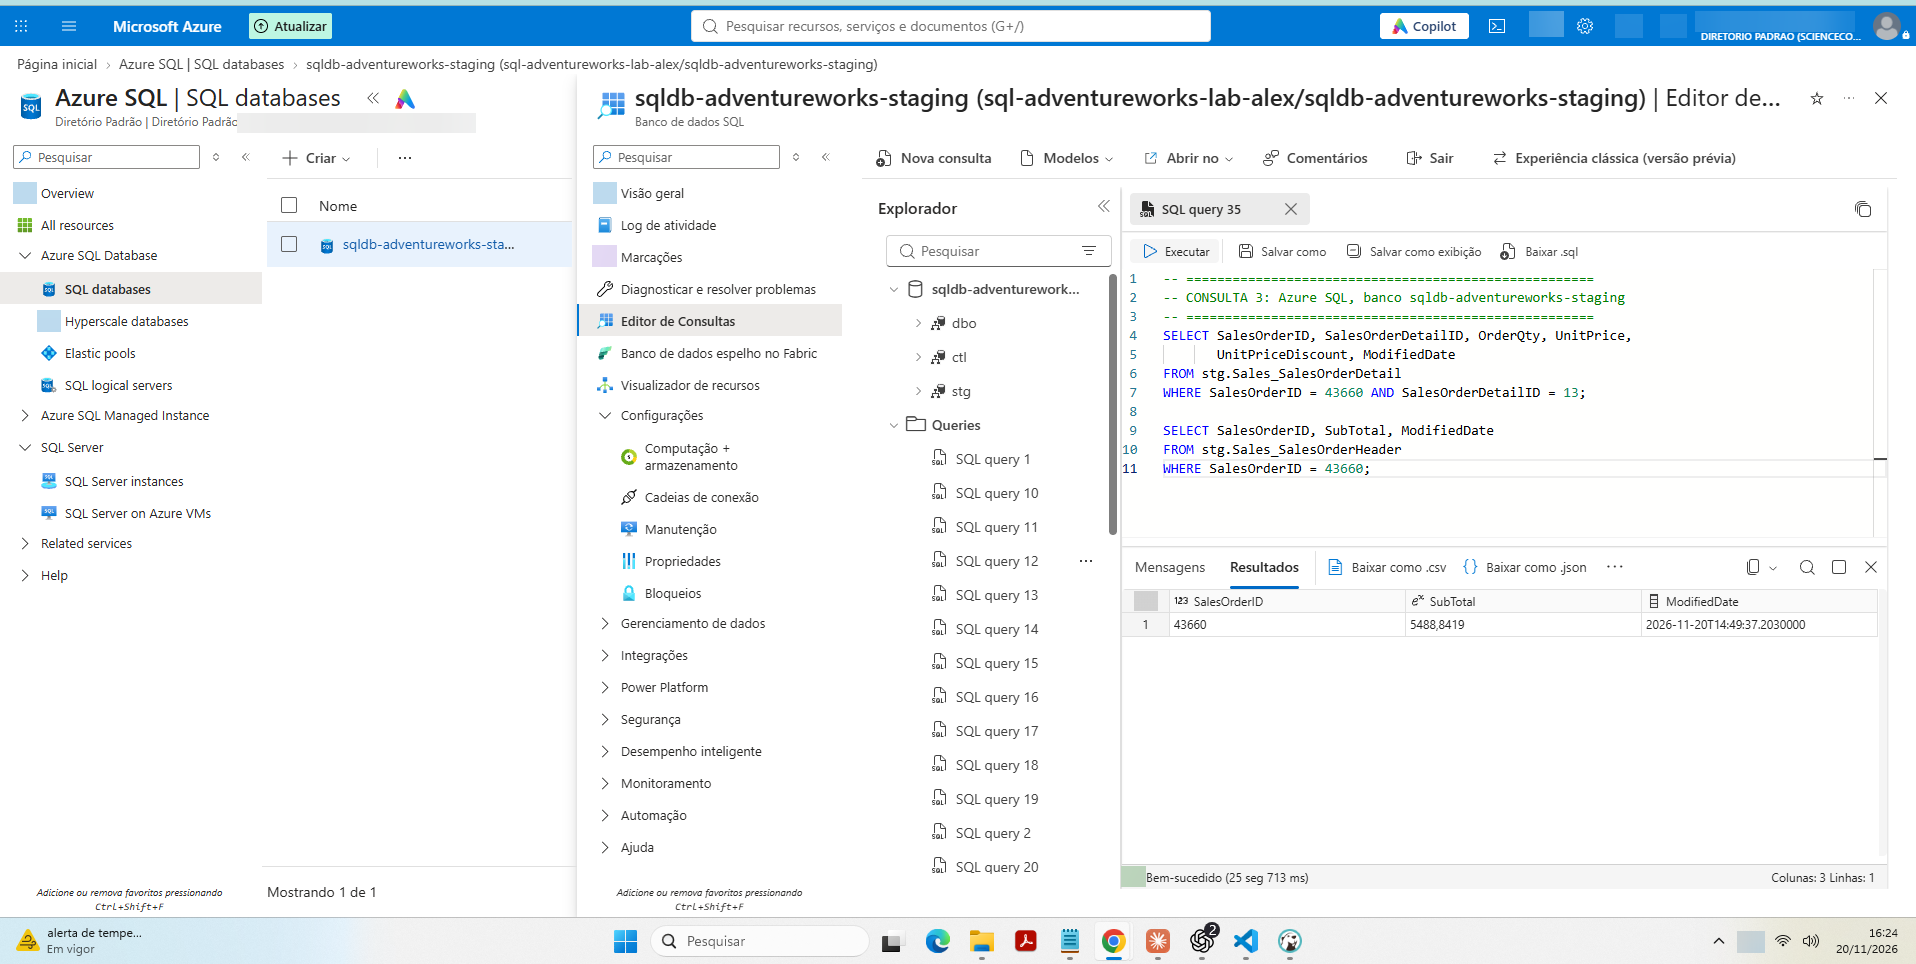 Microsoft Azure
Atualizar
Pesquisar recursos, serviços e documentos (G+/)
Copilot
DIRETORIO PADRAO (SCIENCECO...
Página inicial > Azure SQL | SQL databases > sqldb-adventureworks-staging (sql-adventureworks-lab-alex/sqldb-adventureworks-staging)
Azure SQL | SQL databases
Diretório Padrão | Diretório Padrão
Pesquisar
Criar
...
Overview
All resources
Azure SQL Database
SQL databases
Hyperscale databases
Elastic pools
SQL logical servers
Azure SQL Managed Instance
SQL Server
SQL Server instances
SQL Server on Azure VMs
Related services
Help
Adicione ou remova favoritos pressionando
Ctrl+Shift+F
Nome
sqldb-adventureworks-sta...
Mostrando 1 de 1
sqldb-adventureworks-staging (sql-adventureworks-lab-alex/sqldb-adventureworks-staging) | Editor de...
Banco de dados SQL
Pesquisar
Visão geral
Log de atividade
Marcações
Diagnosticar e resolver problemas
Editor de Consultas
Banco de dados espelho no Fabric
Visualizador de recursos
Configurações
Computação +
armazenamento
Cadeias de conexão
Manutenção
Propriedades
Bloqueios
Gerenciamento de dados
Integrações
Power Platform
Segurança
Desempenho inteligente
Monitoramento
Automação
Ajuda
Adicione ou remova favoritos pressionando
Ctrl+Shift+F
Nova consulta
Modelos
Abrir no
Comentários
Sair
Experiência clássica (versão prévia)
Explorador
Pesquisar
sqldb-adventurework...
dbo
ctl
stg
Queries
SQL query 1
SQL query 10
SQL query 11
SQL query 12 ...
SQL query 13
SQL query 14
SQL query 15
SQL query 16
SQL query 17
SQL query 18
SQL query 19
SQL query 2
SQL query 20
SQL query 35
Executar
Salvar como
Salvar como exibição
Baixar .sql
1 -- =====================================================
2 -- CONSULTA 3: Azure SQL, banco sqldb-adventureworks-staging
3 -- =====================================================
4 SELECT SalesOrderID, SalesOrderDetailID, OrderQty, UnitPrice,
5 UnitPriceDiscount, ModifiedDate
6 FROM stg.Sales_SalesOrderDetail
7 WHERE SalesOrderID = 43660 AND SalesOrderDetailID = 13;
8
9 SELECT SalesOrderID, SubTotal, ModifiedDate
10 FROM stg.Sales_SalesOrderHeader
11 WHERE SalesOrderID = 43660;
Mensagens
Resultados
Baixar como .csv
Baixar como .json
...
123 SalesOrderID
SubTotal
ModifiedDate
1 43660 5488,8419 2026-11-20T14:49:37.2030000
Bem-sucedido (25 seg 713 ms)
Colunas: 3 Linhas: 1
alerta de tempe...
Em vigor
Pesquisar
2
16:24
20/11/2026